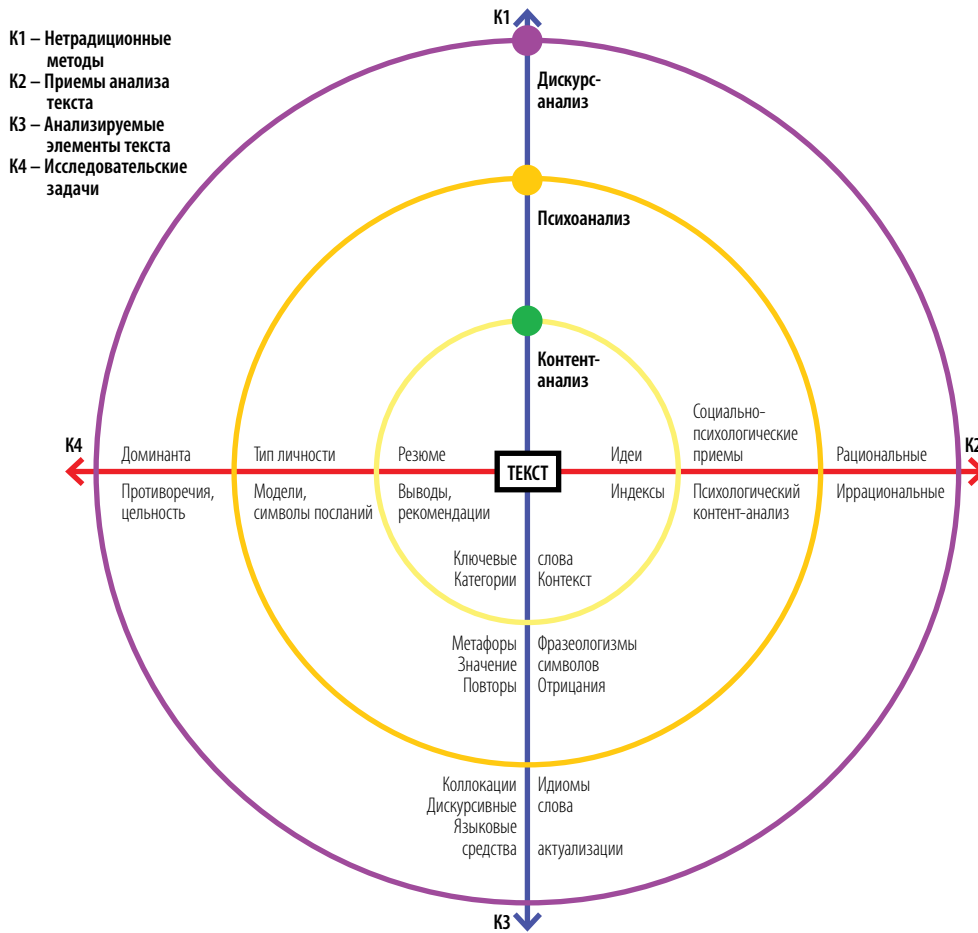 К1
К1 – Нетрадиционные
методы
К2 – Приемы анализа
текста
К3 – Анализируемые
элементы текста
К4 – Исследовательские
задачи
Дискурс-
анализ
Психоанализ
Контент-
анализ
К4
Доминанта
Тип личности
Резюме
ТЕКСТ
Идеи
Социально-
психологические
приемы
Рациональные
К2
Противоречия,
цельность
Модели,
символы посланий
Выводы,
рекомендации
Индексы
Психологический
контент-анализ
Иррациональные
Ключевые слова
Категории Контекст
Метафоры Фразеологизмы
Значение символов
Повторы Отрицания
Коллокации Идиомы
Дискурсивные слова
Языковые
средства актуализации
К3